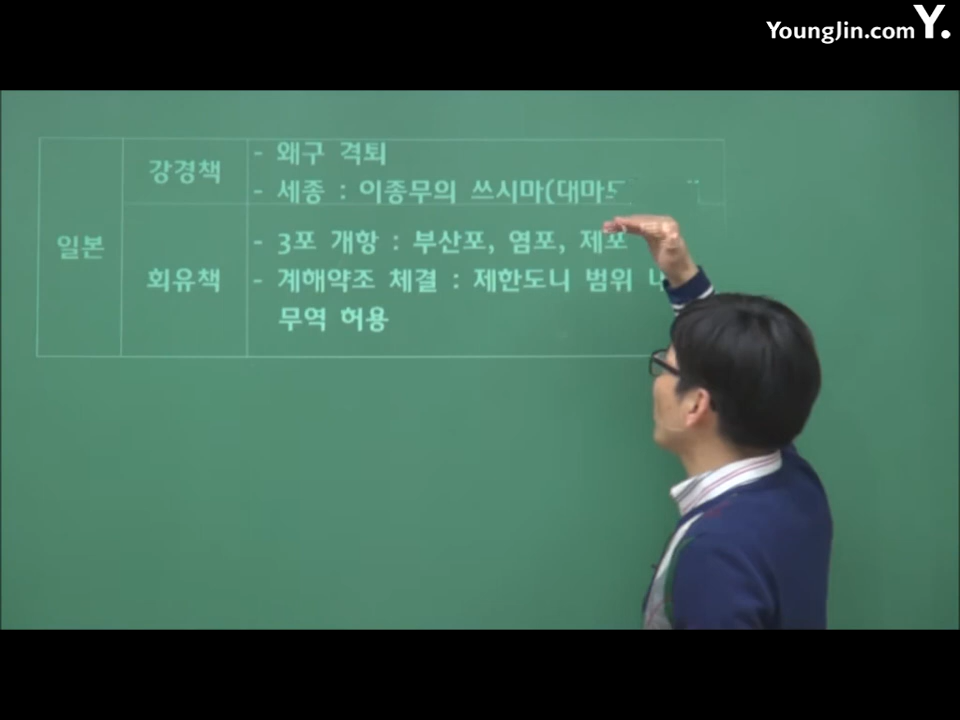 YoungJin.com Y.
강경책
- 왜구 격퇴
- 세종 : 이종무의 쓰시마(대마도
일본
회유책
- 3포 개항 : 부산포, 염포, 제포
- 계해약조 체결 : 제한도니 범위
무역 허용